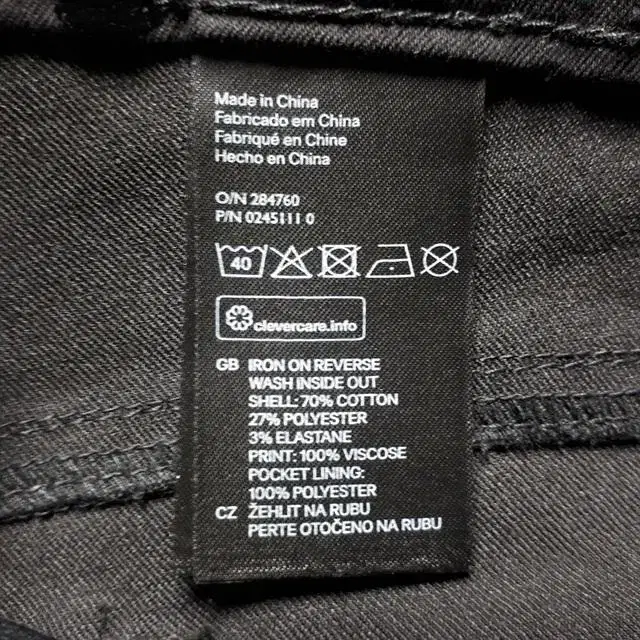 Made in China
Fabricado em China
Fabriqué en Chine
Hecho en China
O/N 284760
P/N 0245111 0
40
clevercare.info
GB IRON ON REVERSE
WASH INSIDE OUT
SHELL: 70% COTTON
27% POLYESTER
3% ELASTANE
PRINT: 100% VISCOSE
POCKET LINING:
100% POLYESTER
CZ ŽEHLIT NA RUBU
PERTE OTOČENO NA RUBU